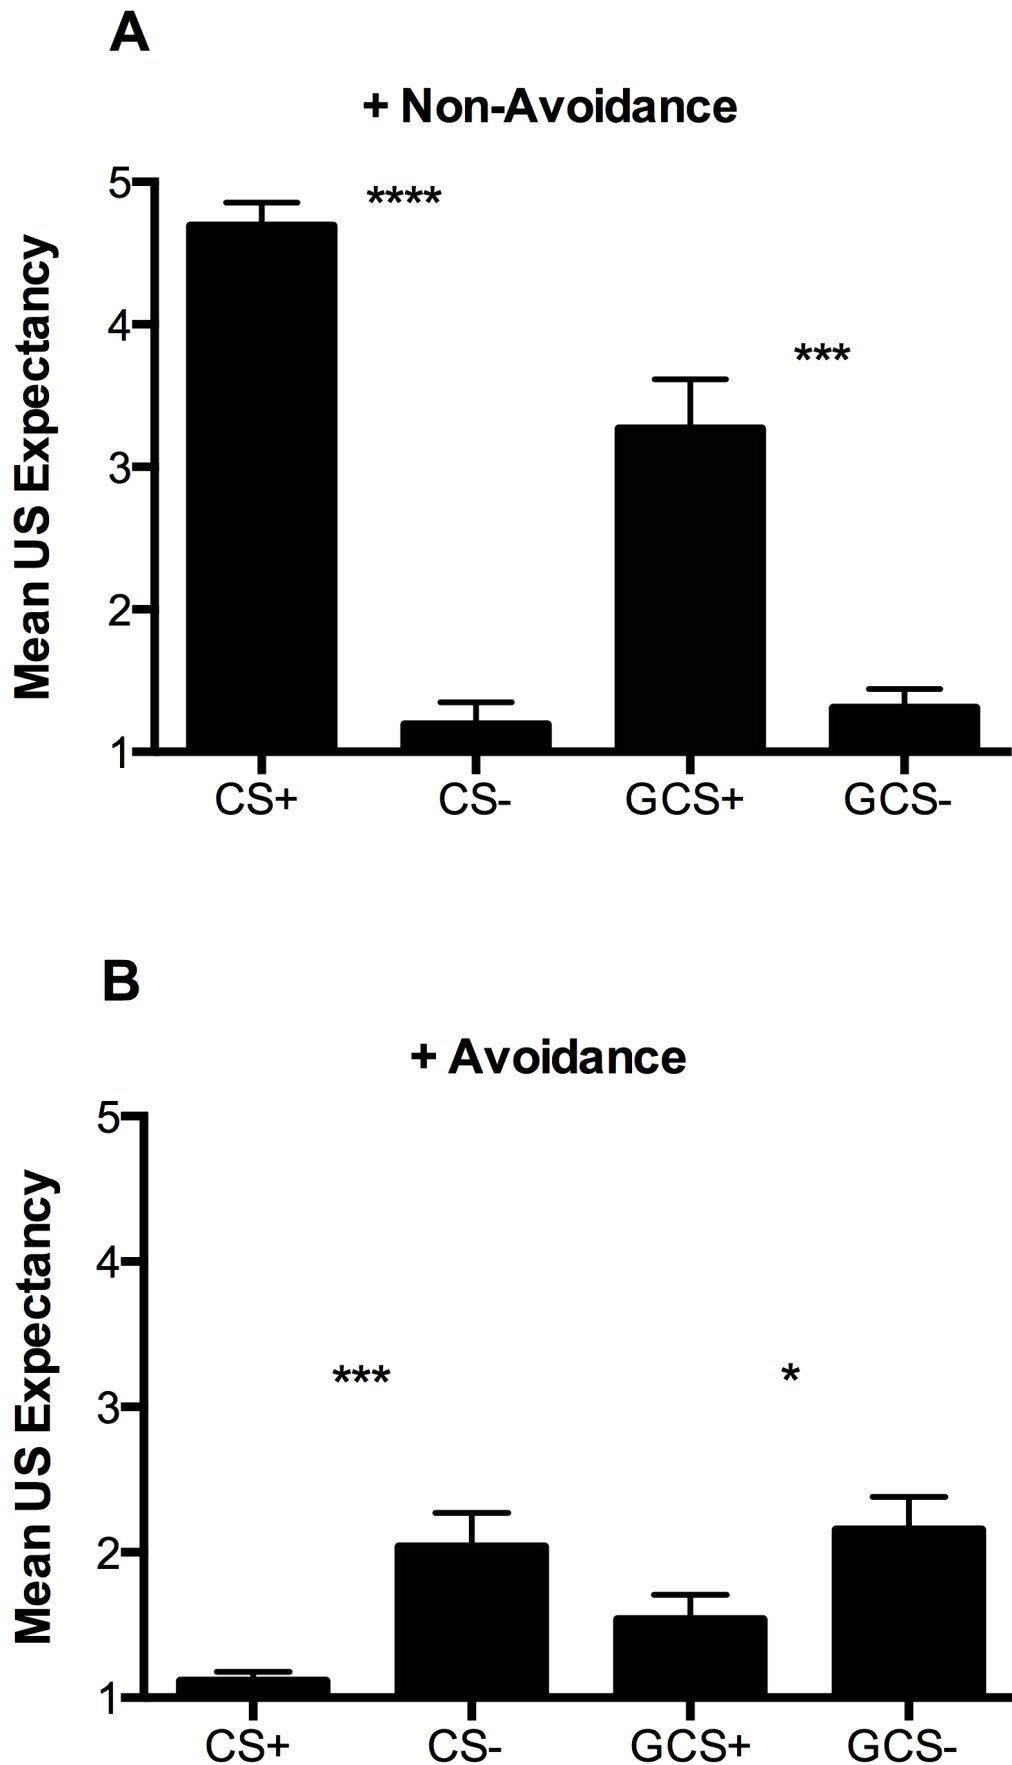 A
+ Non-Avoidance
Mean US Expectancy
5
4
3
2
1
****
***
CS+ CS- GCS+ GCS-
B
+ Avoidance
Mean US Expectancy
5
4
3
2
1
***
*
CS+ CS- GCS+ GCS-